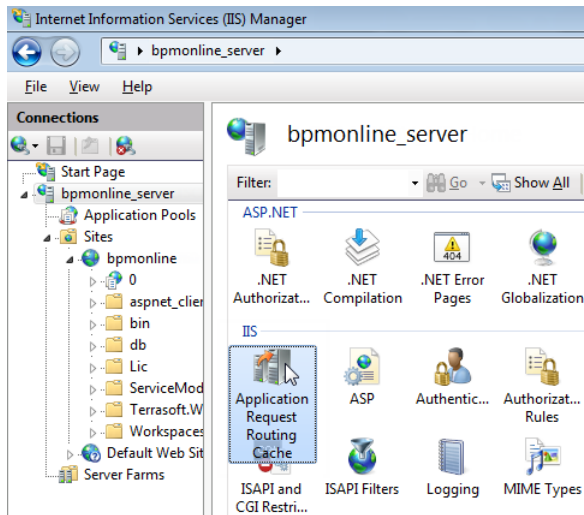 Internet Information Services (IIS) Manager
bpmonline_server
File View Help
Connections
Start Page
bpmonline_server
Application Pools
Sites
bpmonline
0
aspnet_clier
bin
db
Lic
ServiceMod
Terrasoft.W
Workspaces
Default Web Sit
Server Farms
bpmonline_server
Filter: Go Show All
ASP.NET
.NET Authorizat...
.NET Compilation
.NET Error Pages
404
.NET Globalization
IIS
Application Request Routing Cache
ASP
Authentic...
Authorizat... Rules
ISAPI and CGI Restri...
ISAPI Filters
Logging
MIME Types